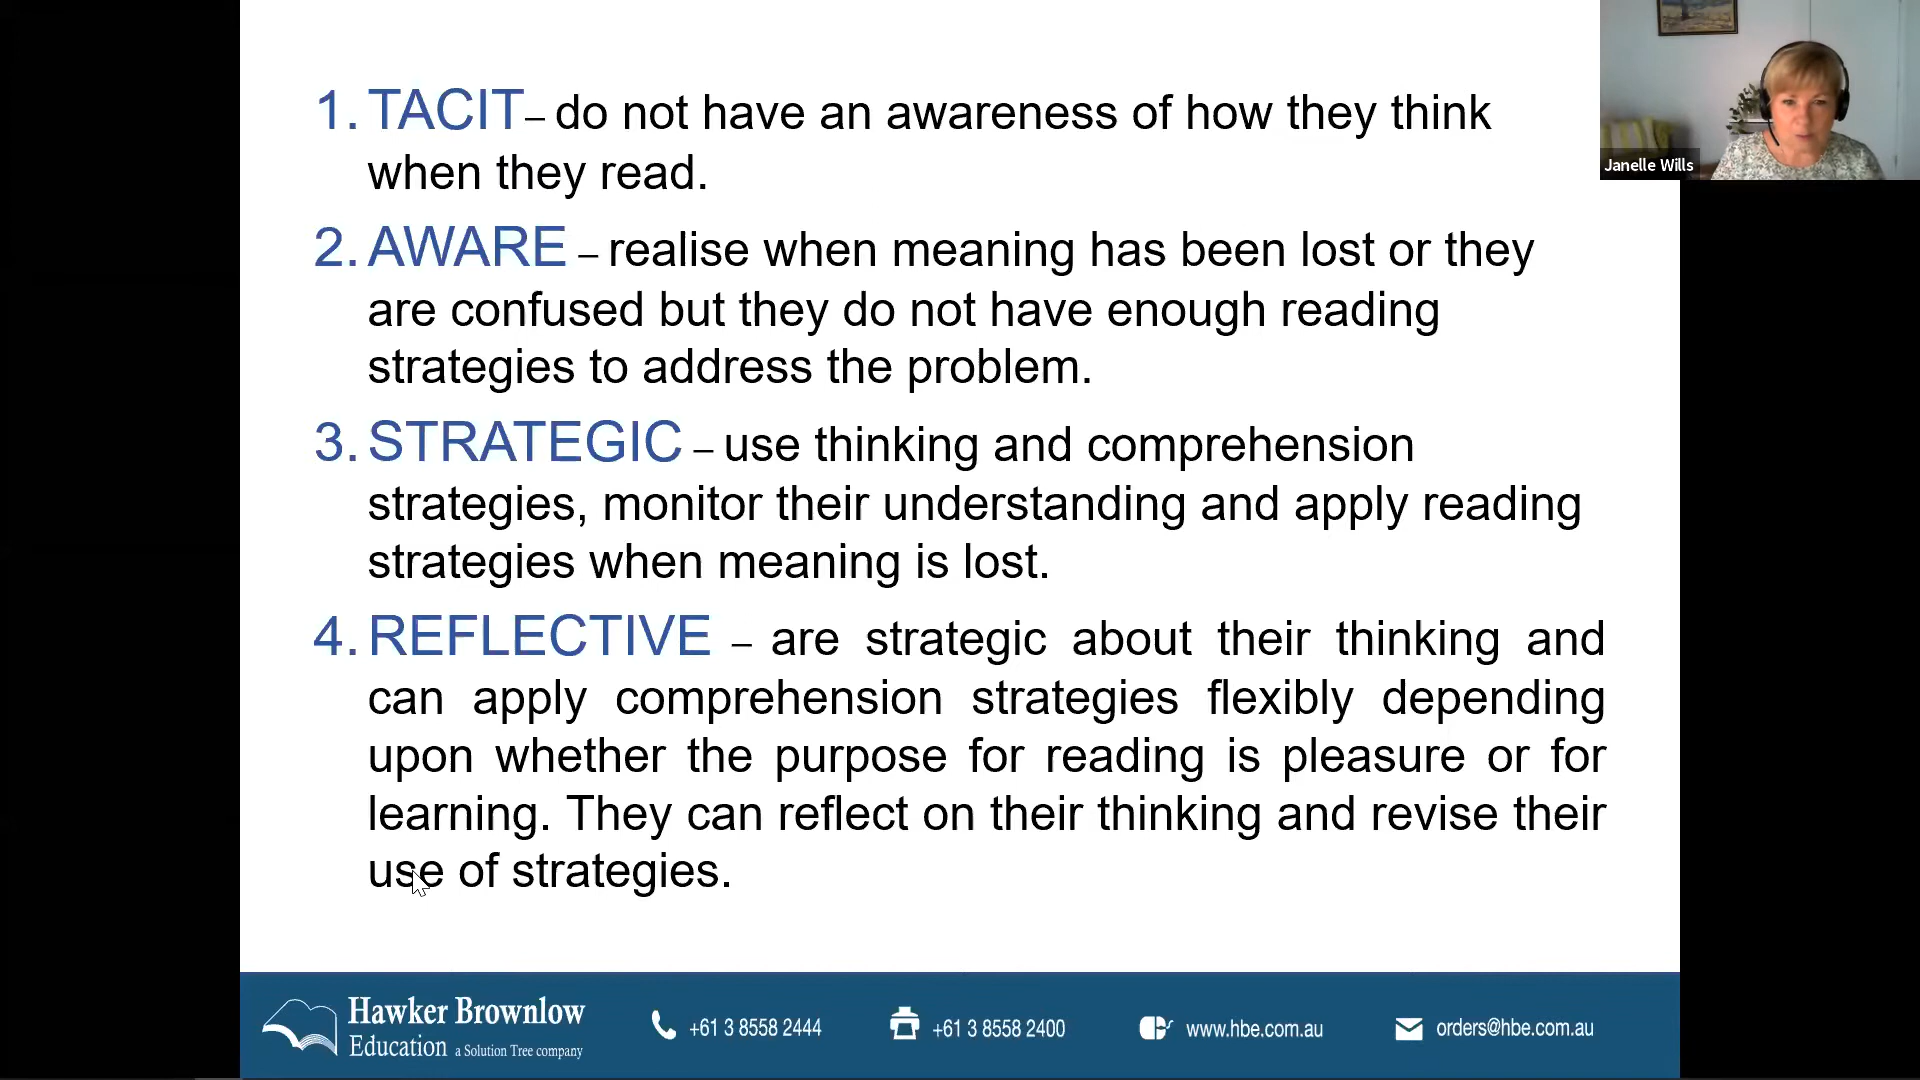 1. TACIT – do not have an awareness of how they think
when they read.
2. AWARE – realise when meaning has been lost or they
are confused but they do not have enough reading
strategies to address the problem.
3. STRATEGIC – use thinking and comprehension
strategies, monitor their understanding and apply reading
strategies when meaning is lost.
4. REFLECTIVE – are strategic about their thinking and
can apply comprehension strategies flexibly depending
upon whether the purpose for reading is pleasure or for
learning. They can reflect on their thinking and revise their
use of strategies.
Janelle Wills
Hawker Brownlow
Education a Solution Tree company
+61 3 8558 2444
+61 3 8558 2400
www.hbe.com.au
orders@hbe.com.au